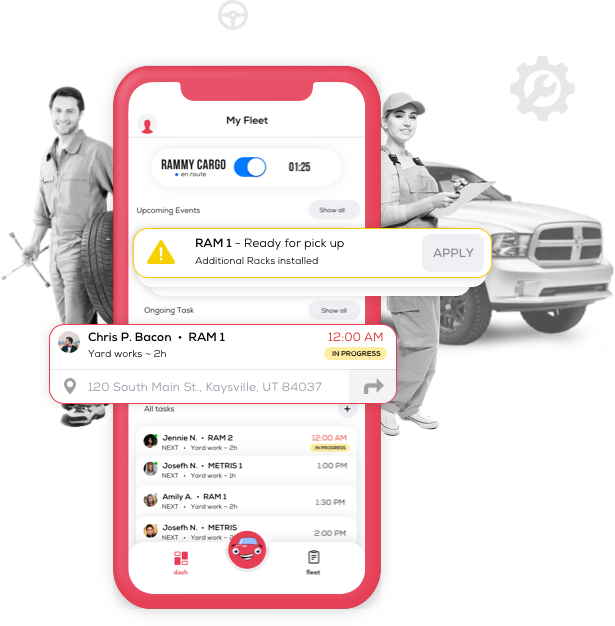 My Fleet
RAMMY CARGO
en route
01:25
Upcoming Events
Show all
RAM 1 - Ready for pick up
Additional Racks installed
APPLY
Ongoing Task
Show all
Chris P. Bacon • RAM 1
12:00 AM
Yard works ~ 2h
IN PROGRESS
120 South Main St., Kaysville, UT 84037
All tasks
+
Jennie N. • RAM 2
12:00 AM
NEXT • Yard work ~ 2h
IN PROGRESS
Josefh N. • METRIS 1
1:00 PM
NEXT • Yard work ~ 1h
Amily A. • RAM 1
1:30 PM
NEXT • Yard work ~ 2h
Josefh N. • METRIS
2:00 PM
NEXT • Yard work ~ 2h
dash
fleet